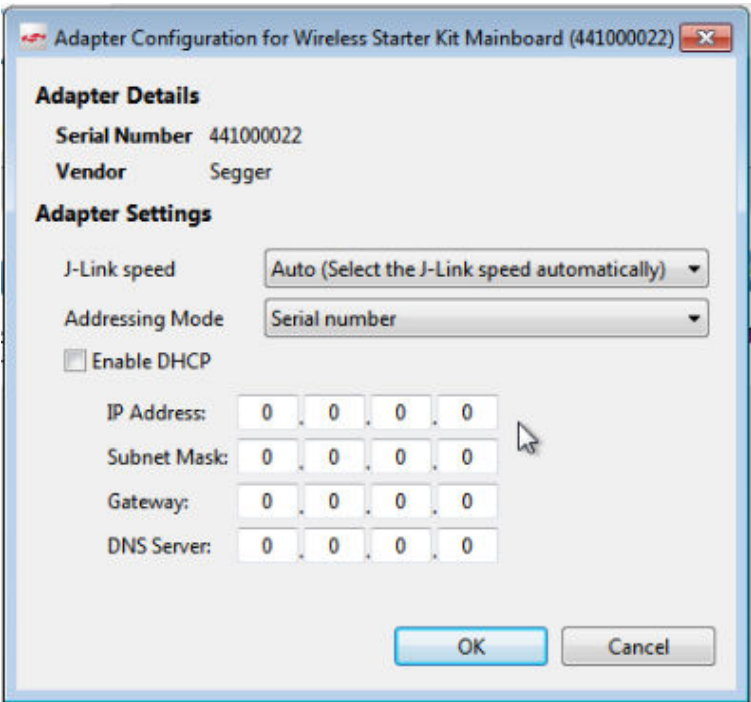 Adapter Configuration for Wireless Starter Kit Mainboard (441000022)
Adapter Details
Serial Number 441000022
Vendor Segger
Adapter Settings
J-Link speed Auto (Select the J-Link speed automatically)
Addressing Mode Serial number
Enable DHCP
IP Address: 0 . 0 . 0 . 0
Subnet Mask: 0 . 0 . 0 . 0
Gateway: 0 . 0 . 0 . 0
DNS Server: 0 . 0 . 0 . 0
OK Cancel